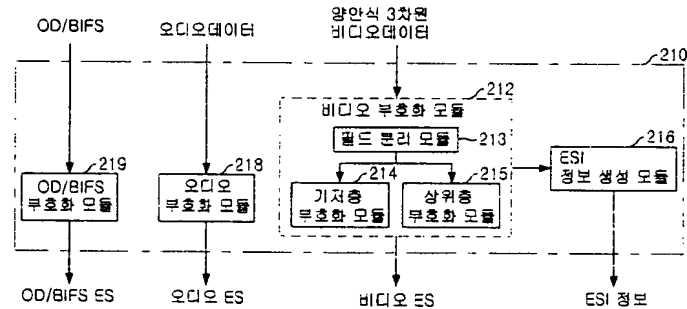 OD/BIFS
오디오데이터
양안식 3차원
비디오데이터
210
212
비디오 부호화 모듈
필드 분리 모듈
213
214
기저층
부호화 모듈
215
상위층
부호화 모듈
216
ESI
정보 생성 모듈
219
OD/BIFS
부호화 모듈
218
오디오
부호화 모듈
OD/BIFS ES
오디오 ES
비디오 ES
ESI 정보